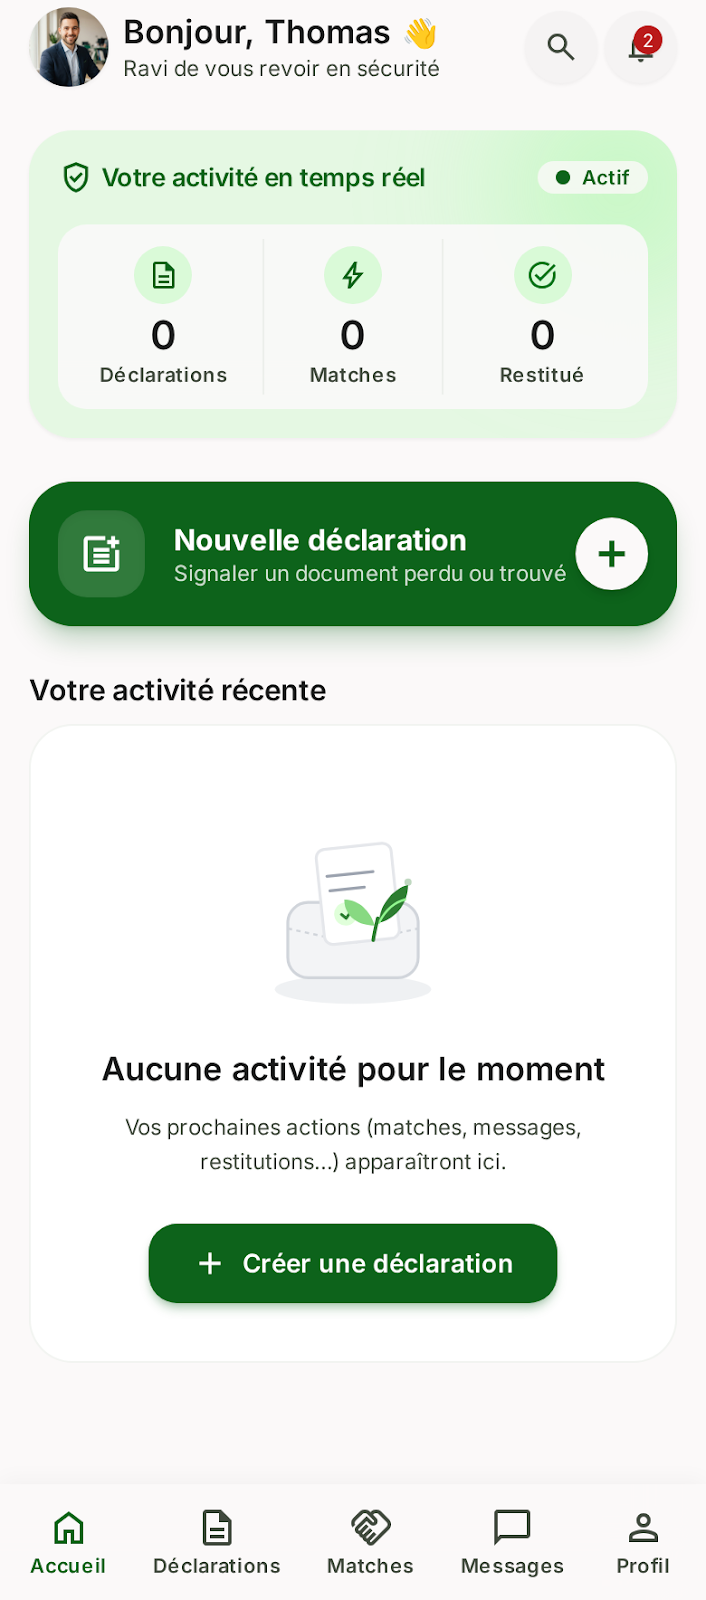 Bonjour, Thomas 👋
Ravi de vous revoir en sécurité
2
Votre activité en temps réel
Actif
0
Déclarations
0
Matches
0
Restitué
Nouvelle déclaration
Signaler un document perdu ou trouvé
Votre activité récente
Aucune activité pour le moment
Vos prochaines actions (matches, messages,
restitutions...) apparaîtront ici.
Créer une déclaration
Accueil
Déclarations
Matches
Messages
Profil